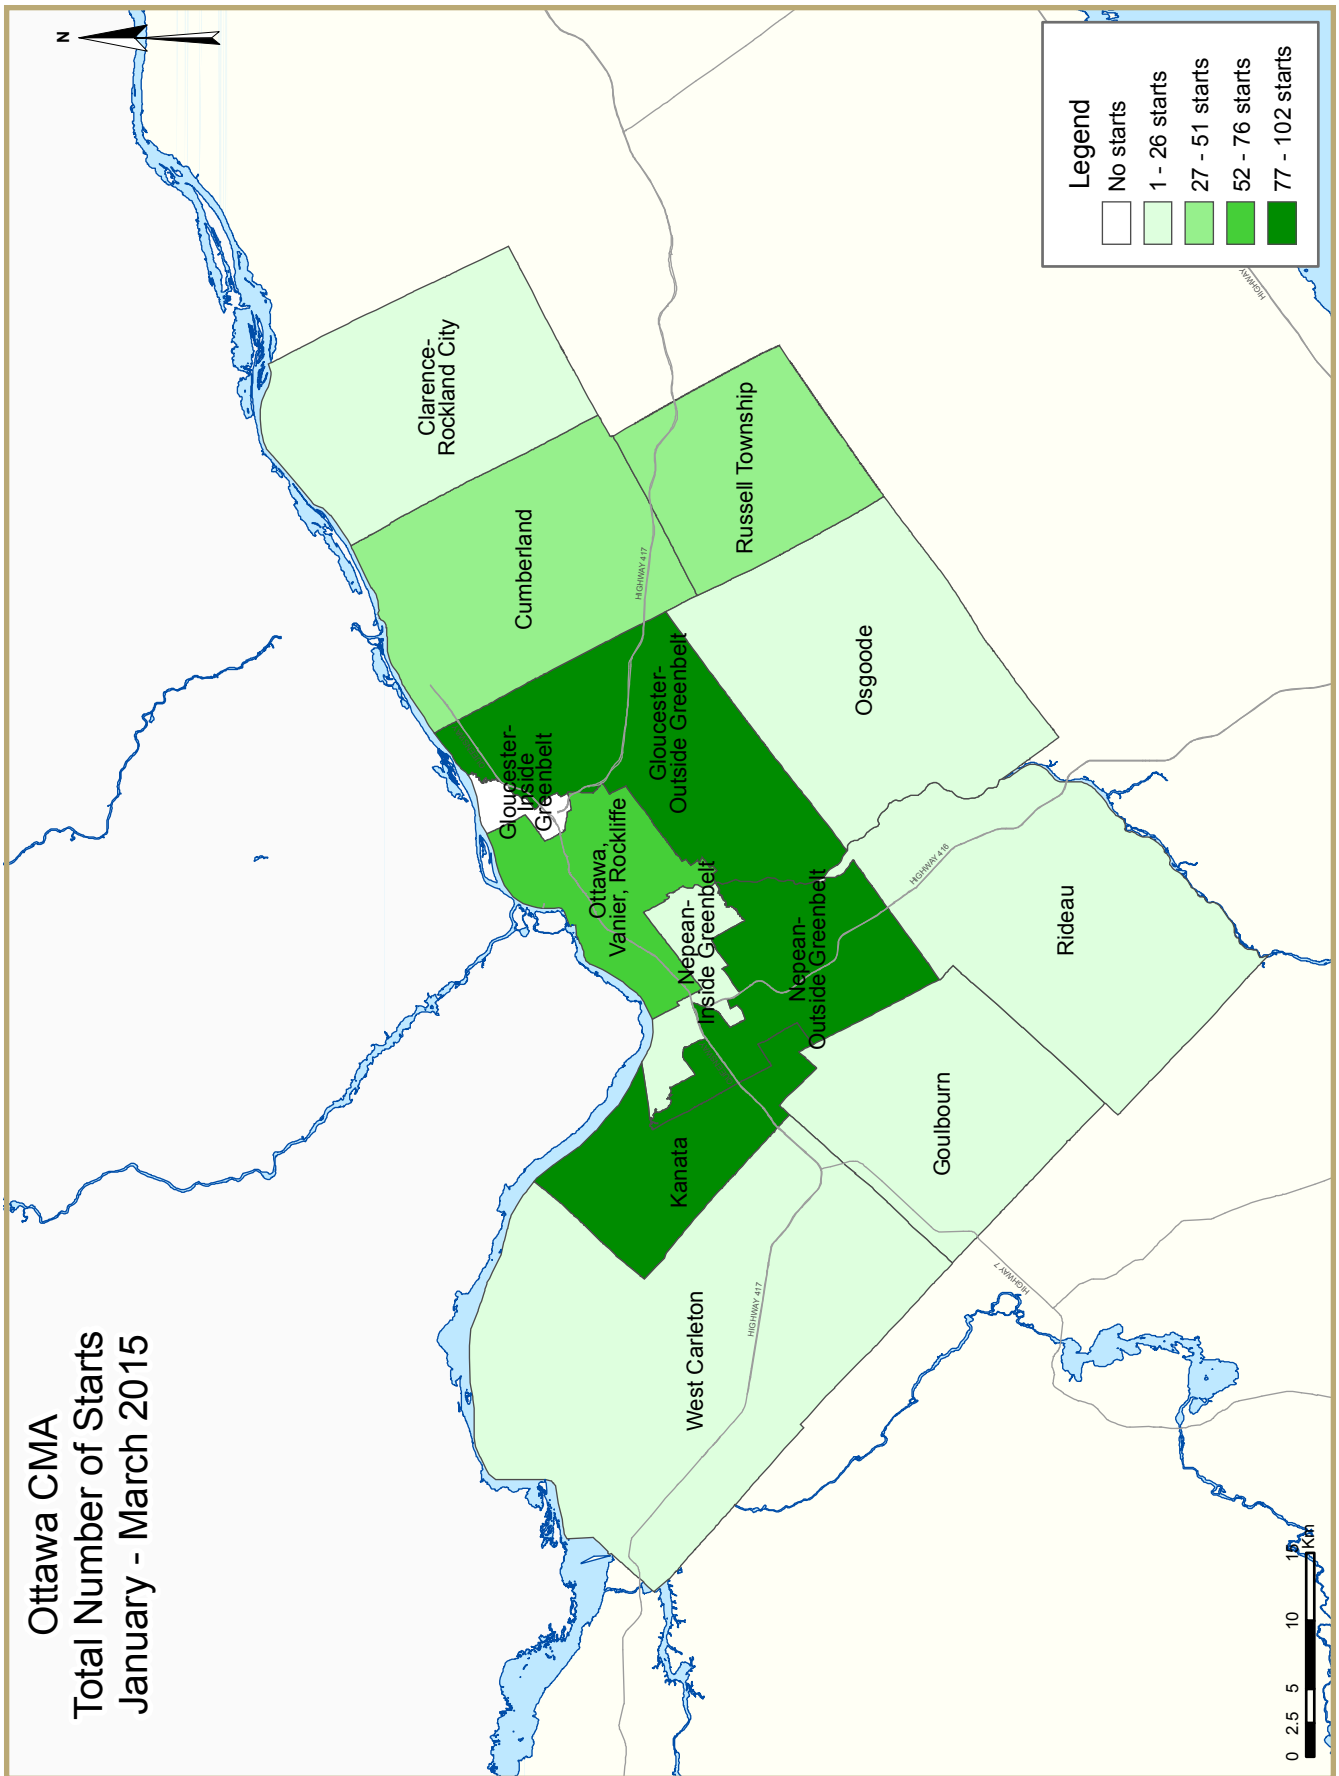 Ottawa CMA
Total Number of Starts
January - March 2015
N
Clarence-
Rockland City
Cumberland
Russell Township
HIGHWAY 417
Gloucester-
Inside
Greenbelt
Gloucester-
Outside Greenbelt
Osgoode
Ottawa,
Vanier, Rockliffe
Nepean-
Inside Greenbelt
Nepean-
Outside Greenbelt
HIGHWAY 416
Rideau
Kanata
Goulbourn
West Carleton
HIGHWAY 417
HIGHWAY 7
HIGHWAY
Legend
No starts
1 - 26 starts
27 - 51 starts
52 - 76 starts
77 - 102 starts
0 2.5 5 10 15
Km